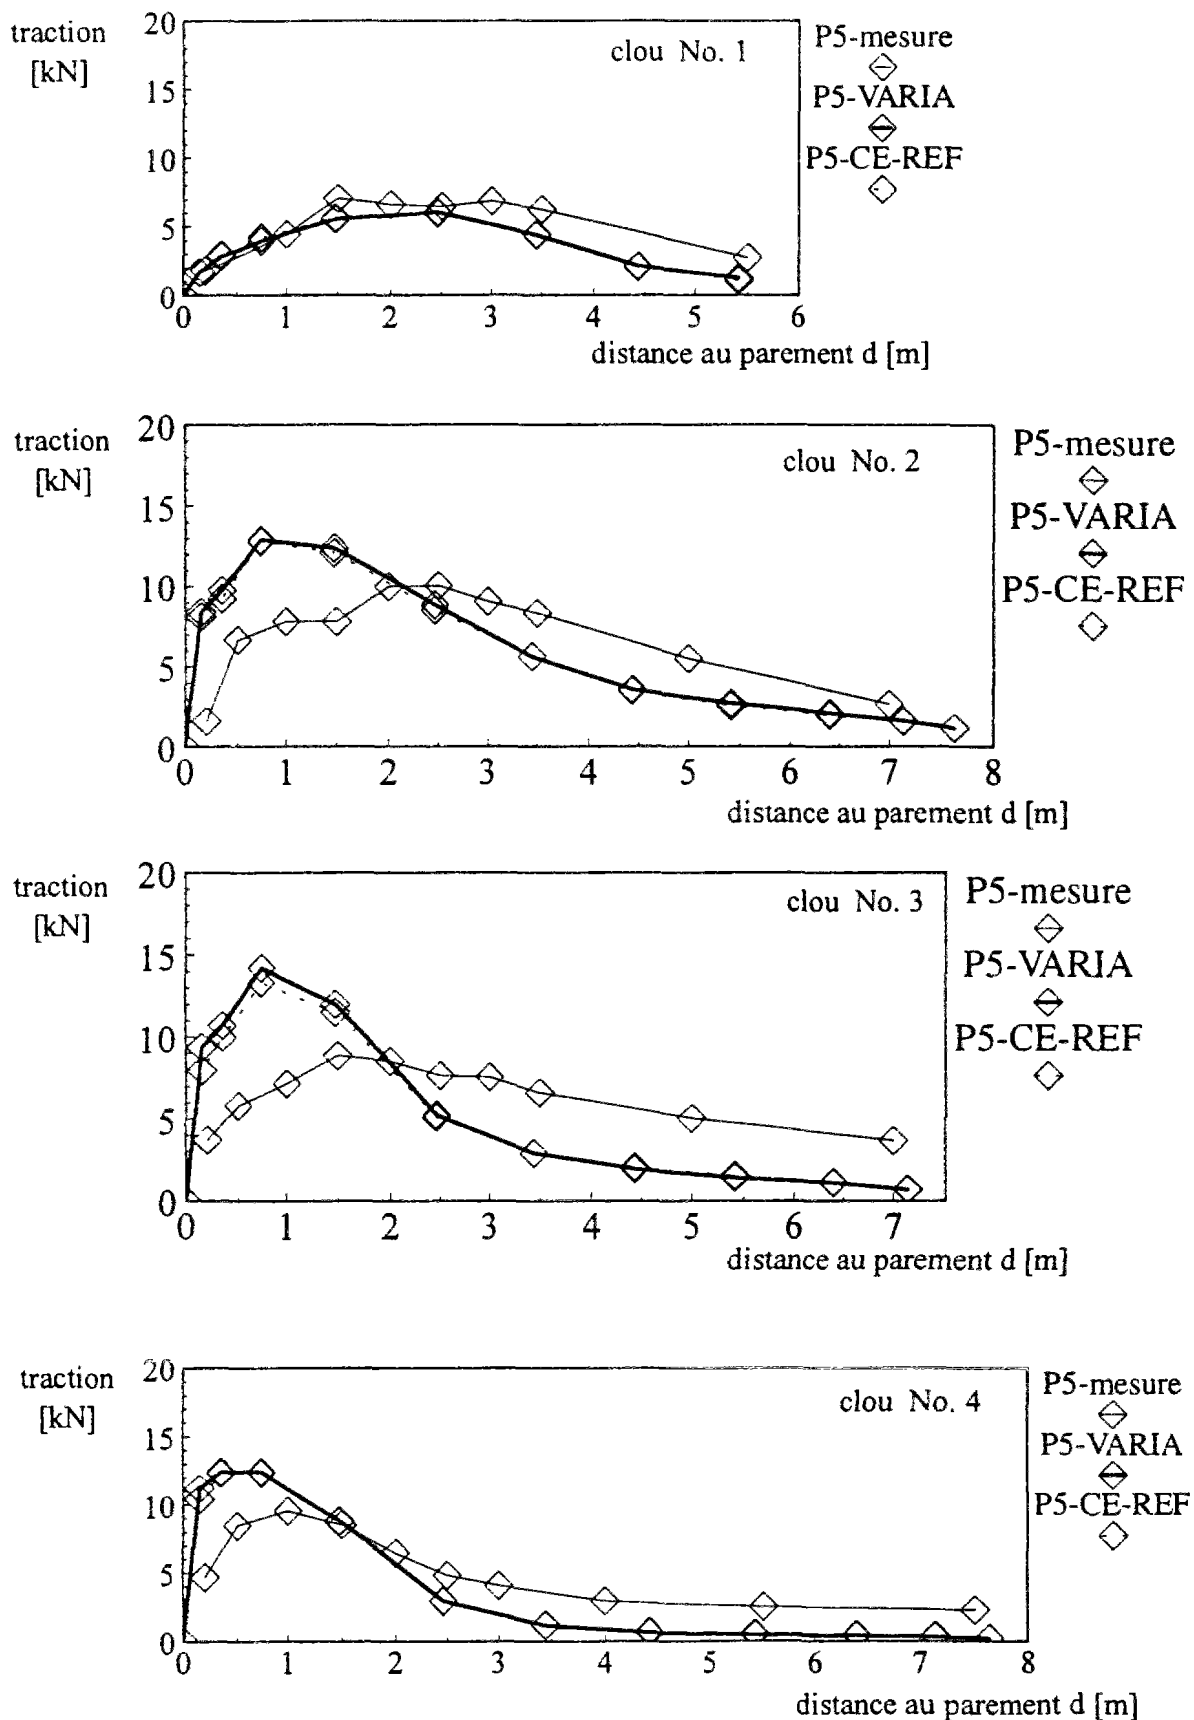 traction
[kN]
20
15
10
5
0
clou No. 1
P5-mesure
P5-VARIA
P5-CE-REF
0 1 2 3 4 5 6
distance au parement d [m]
traction
[kN]
20
15
10
5
0
clou No. 2
P5-mesure
P5-VARIA
P5-CE-REF
0 1 2 3 4 5 6 7 8
distance au parement d [m]
traction
[kN]
20
15
10
5
0
clou No. 3
P5-mesure
P5-VARIA
P5-CE-REF
0 1 2 3 4 5 6 7
distance au parement d [m]
traction
[kN]
20
15
10
5
0
clou No. 4
P5-mesure
P5-VARIA
P5-CE-REF
0 1 2 3 4 5 6 7 8
distance au parement d [m]